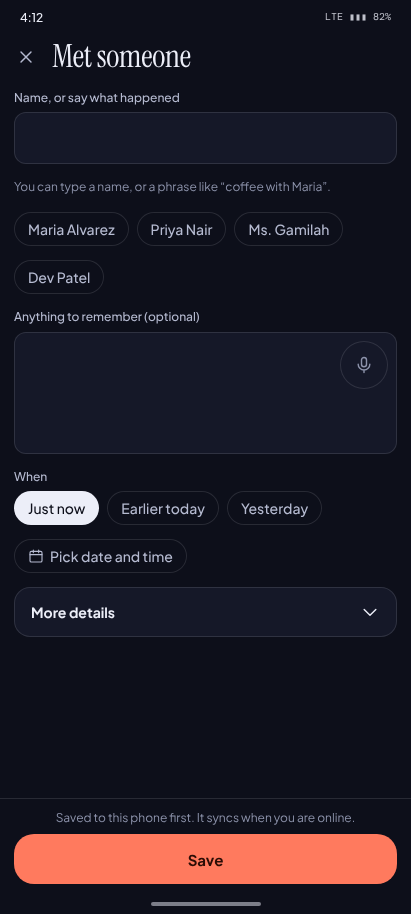 4:12
LTE 82%
Met someone
Name, or say what happened
You can type a name, or a phrase like “coffee with Maria”.
Maria Alvarez
Priya Nair
Ms. Gamilah
Dev Patel
Anything to remember (optional)
When
Just now
Earlier today
Yesterday
Pick date and time
More details
Saved to this phone first. It syncs when you are online.
Save